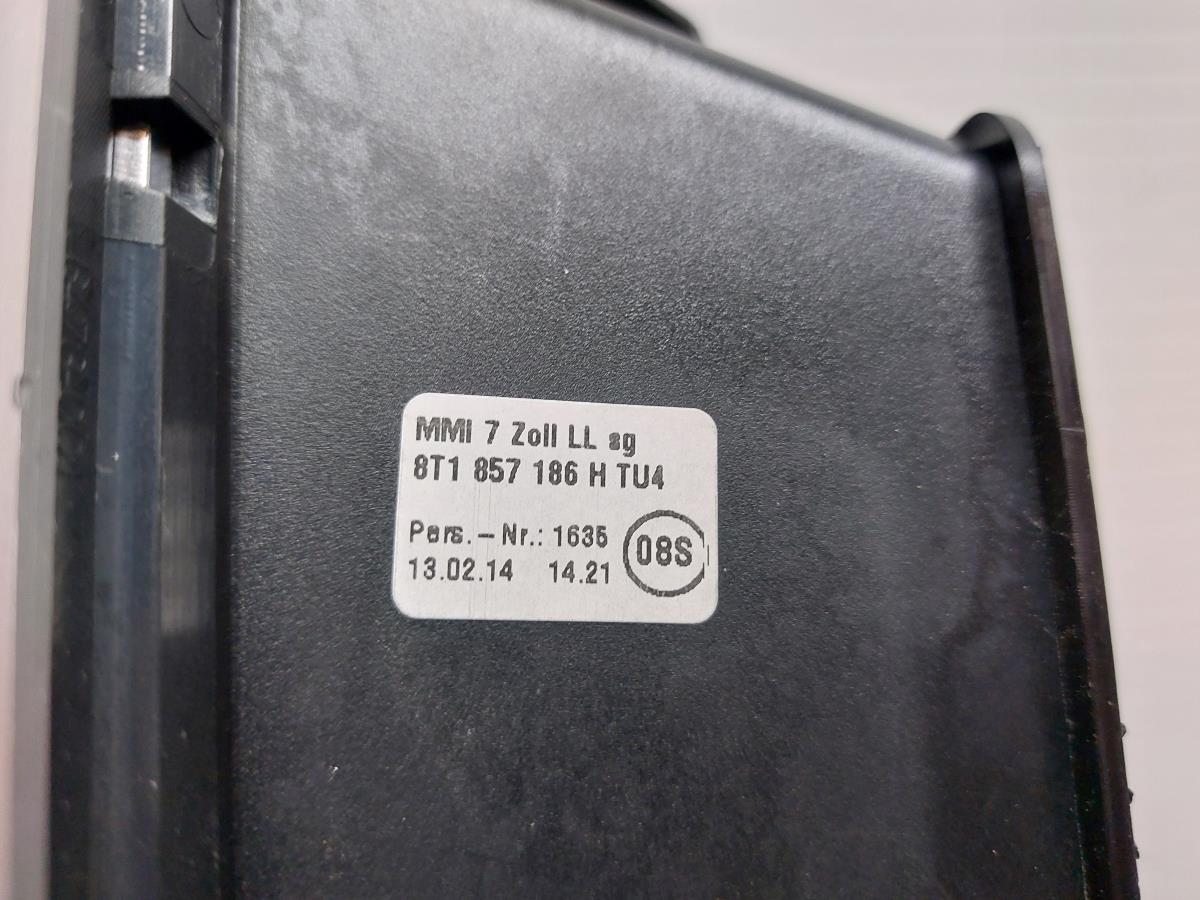 MMI 7 Zoll LL sg
8T1 857 186 H TU4
Pers.-Nr.: 1635
08S
13.02.14 14.21